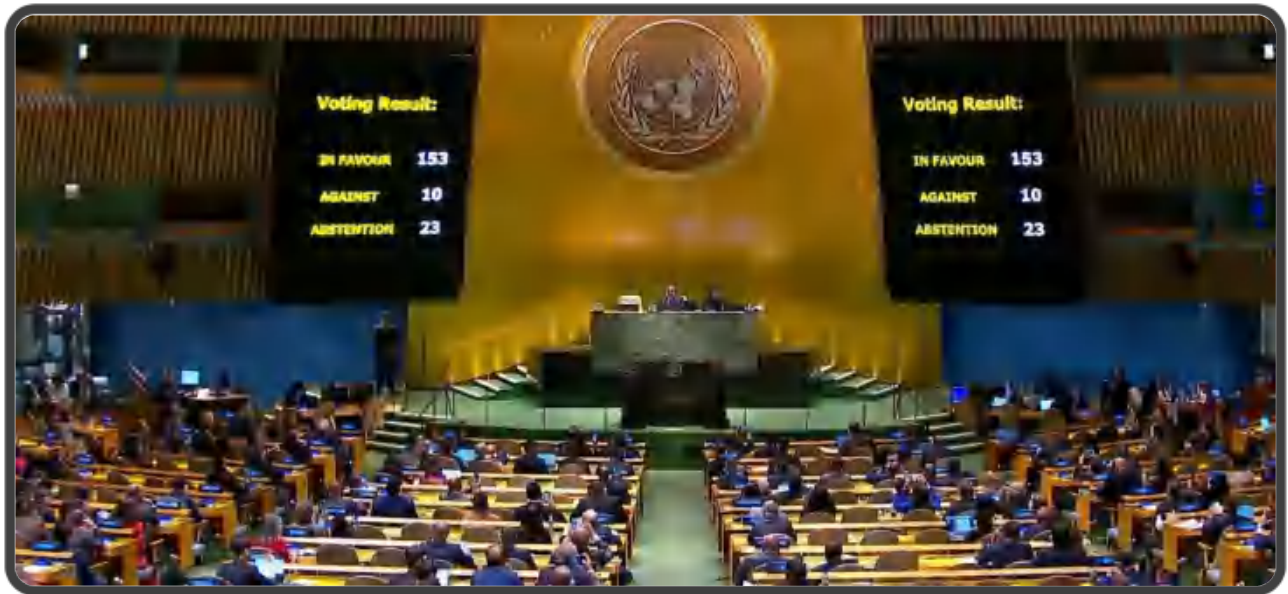 Voting Result:
IN FAVOUR 153
AGAINST 10
ABSTENTION 23
Voting Result:
IN FAVOUR 153
AGAINST 10
ABSTENTION 23